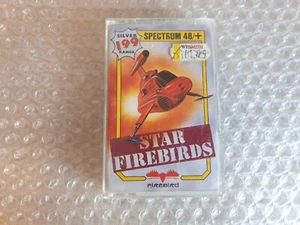 SILVER
199
RANGE
SPECTRUM 48/+
STAR
FIREBIRDS
FIREBIRD